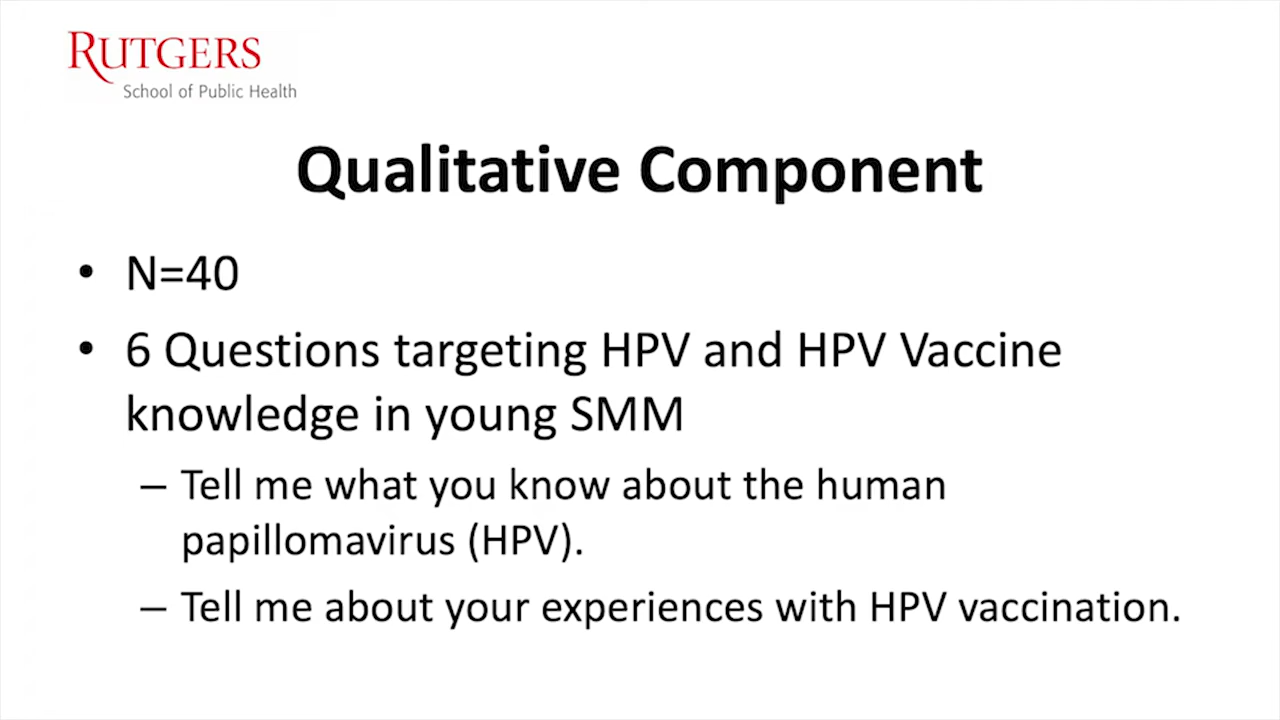 RUTGERS
School of Public Health
Qualitative Component
• N=40
• 6 Questions targeting HPV and HPV Vaccine
knowledge in young SMM
– Tell me what you know about the human
papillomavirus (HPV).
– Tell me about your experiences with HPV vaccination.